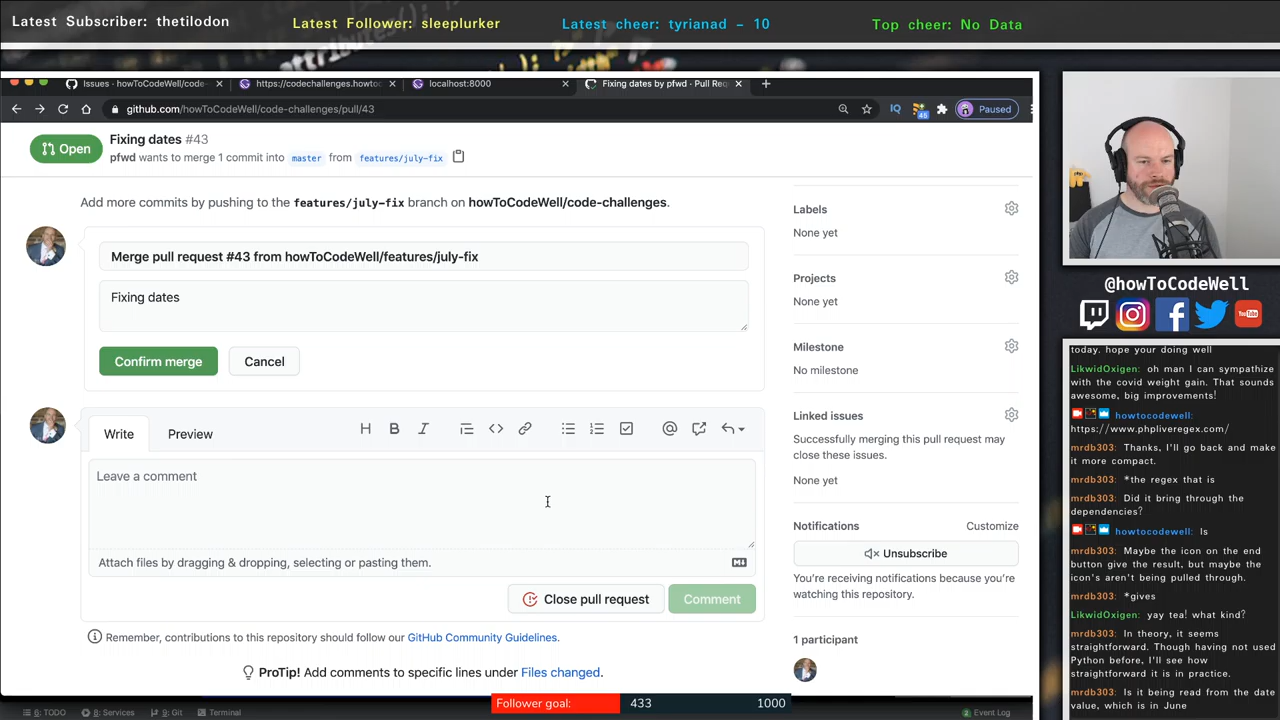 Latest Subscriber: thetilodon
Latest Follower: sleeplurker
Latest cheer: tyrianad - 10
Top cheer: No Data
Issues · howToCodeWell/code-
https://codechallenges.howto
localhost:8000
Fixing dates by pfwd · Pull Req
github.com/howToCodeWell/code-challenges/pull/43
IQ
46
Paused
Open
Fixing dates #43
pfwd wants to merge 1 commit into master from features/july-fix
Add more commits by pushing to the features/july-fix branch on howToCodeWell/code-challenges.
Merge pull request #43 from howToCodeWell/features/july-fix
Fixing dates
Confirm merge
Cancel
Write
Preview
Leave a comment
Attach files by dragging & dropping, selecting or pasting them.
Close pull request
Comment
Remember, contributions to this repository should follow our GitHub Community Guidelines.
ProTip! Add comments to specific lines under Files changed.
Labels
None yet
Projects
None yet
Milestone
No milestone
Linked issues
Successfully merging this pull request may
close these issues.
None yet
Notifications
Customize
Unsubscribe
You're receiving notifications because you're
watching this repository.
1 participant
@howToCodeWell
You Tube
today. hope your doing well
LikwidOxigen: oh man I can sympathize
with the covid weight gain. That sounds
awesome, big improvements!
howtocodewell:
https://www.phpliveregex.com/
mrdb303: Thanks, I'll go back and make
it more compact.
mrdb303: *the regex that is
mrdb303: Did it bring through the
dependencies?
howtocodewell: Is
mrdb303: Maybe the icon on the end
button give the result, but maybe the
icon's aren't being pulled through.
mrdb303: *gives
LikwidOxigen: yay tea! what kind?
mrdb303: In theory, it seems
straightforward. Though having not used
Python before, I'll see how
straightforward it is in practice.
mrdb303: Is it being read from the date
value, which is in June
6: TODO
8: Services
9: Git
Terminal
Follower goal:
433
1000
2 Event Log